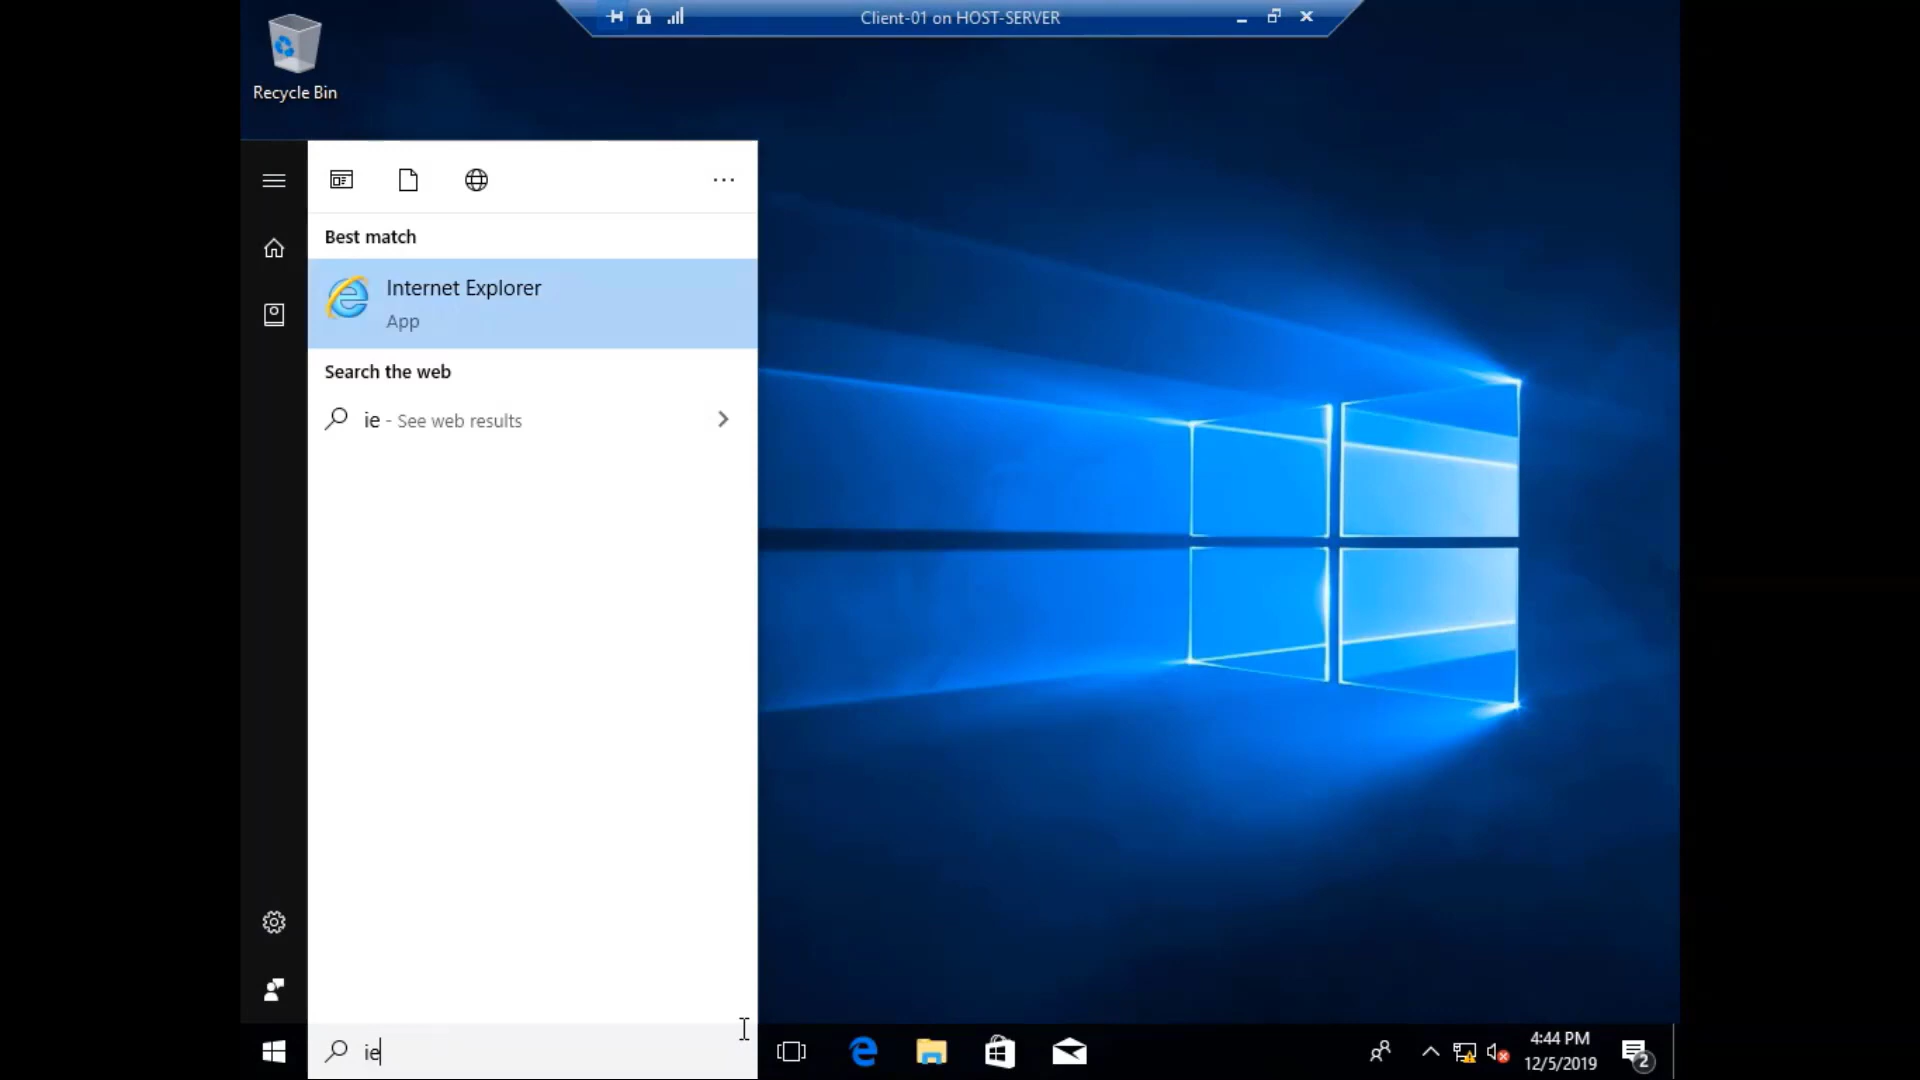 Client-01 on HOST-SERVER
Recycle Bin
Best match
Internet Explorer
App
Search the web
ie - See web results
ie
4:44 PM
12/5/2019
2